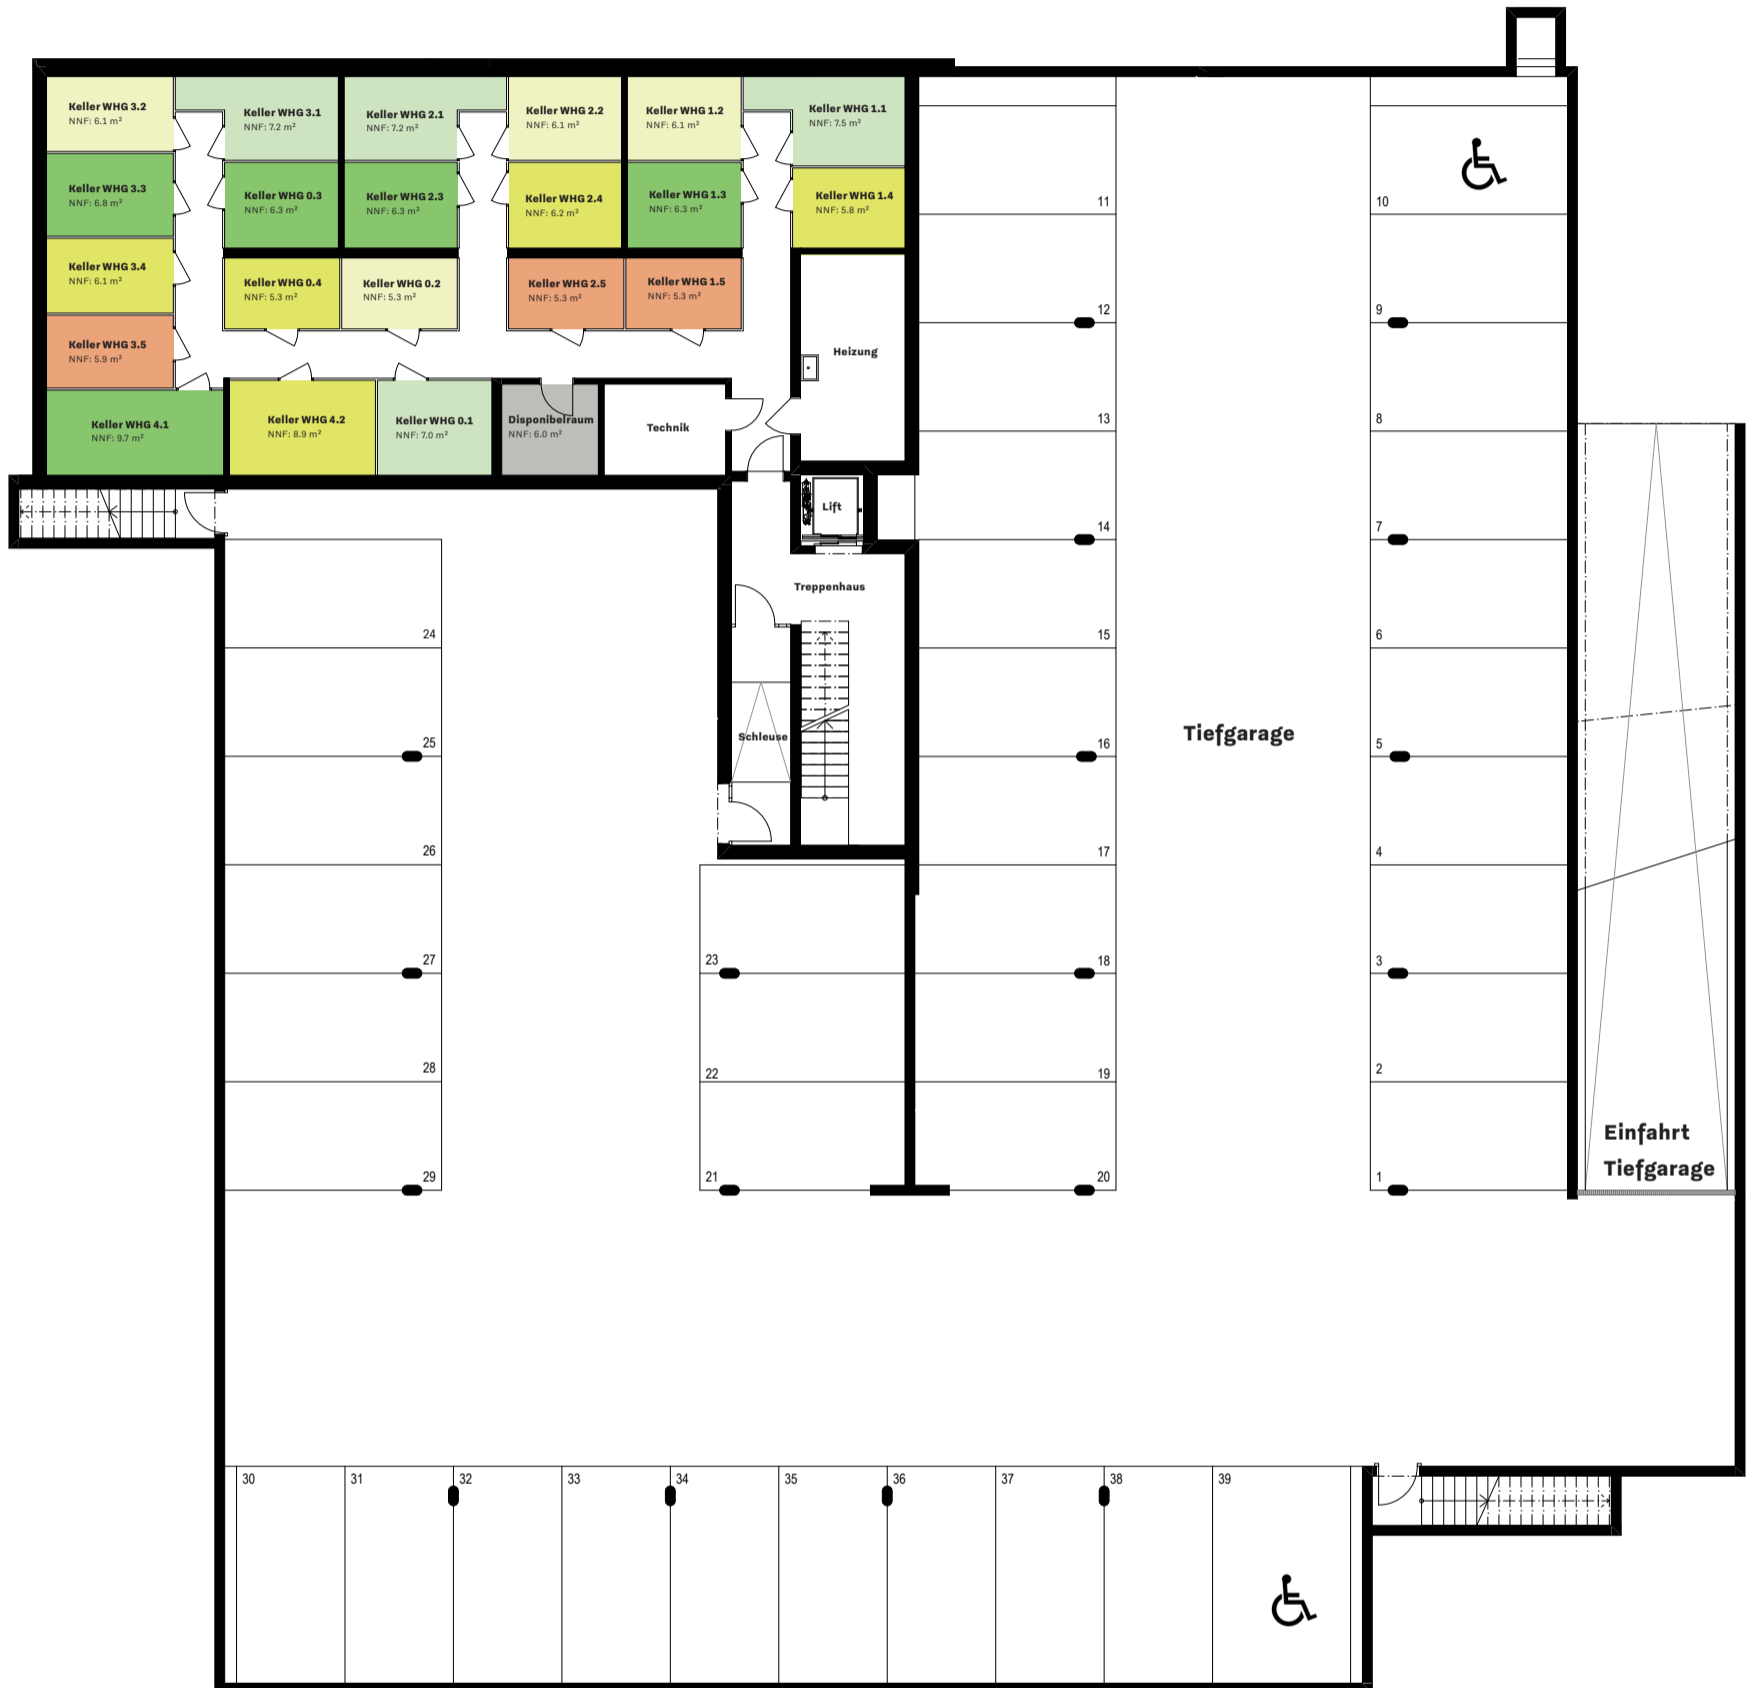 Keller WHG 3.2
NNF: 6.1 m²
Keller WHG 3.1
NNF: 7.2 m²
Keller WHG 2.1
NNF: 7.2 m²
Keller WHG 2.2
NNF: 6.1 m²
Keller WHG 1.2
NNF: 6.1 m²
Keller WHG 1.1
NNF: 7.5 m²
Keller WHG 3.3
NNF: 6.8 m²
Keller WHG 0.3
NNF: 6.3 m²
Keller WHG 2.3
NNF: 6.3 m²
Keller WHG 2.4
NNF: 6.2 m²
Keller WHG 1.3
NNF: 6.3 m²
Keller WHG 1.4
NNF: 5.8 m²
Keller WHG 3.4
NNF: 6.1 m²
Keller WHG 0.4
NNF: 5.3 m²
Keller WHG 0.2
NNF: 5.3 m²
Keller WHG 2.5
NNF: 5.3 m²
Keller WHG 1.5
NNF: 5.3 m²
Keller WHG 3.5
NNF: 5.9 m²
Heizung
Keller WHG 4.1
NNF: 9.7 m²
Keller WHG 4.2
NNF: 8.9 m²
Keller WHG 0.1
NNF: 7.0 m²
Disponibelraum
NNF: 6.0 m²
Technik
Lift
Treppenhaus
Schleuse
Tiefgarage
Einfahrt
Tiefgarage
11
12
13
14
15
16
17
18
19
20
10
9
8
7
6
5
4
3
2
1
24
25
26
27
28
29
23
22
21
30
31
32
33
34
35
36
37
38
39